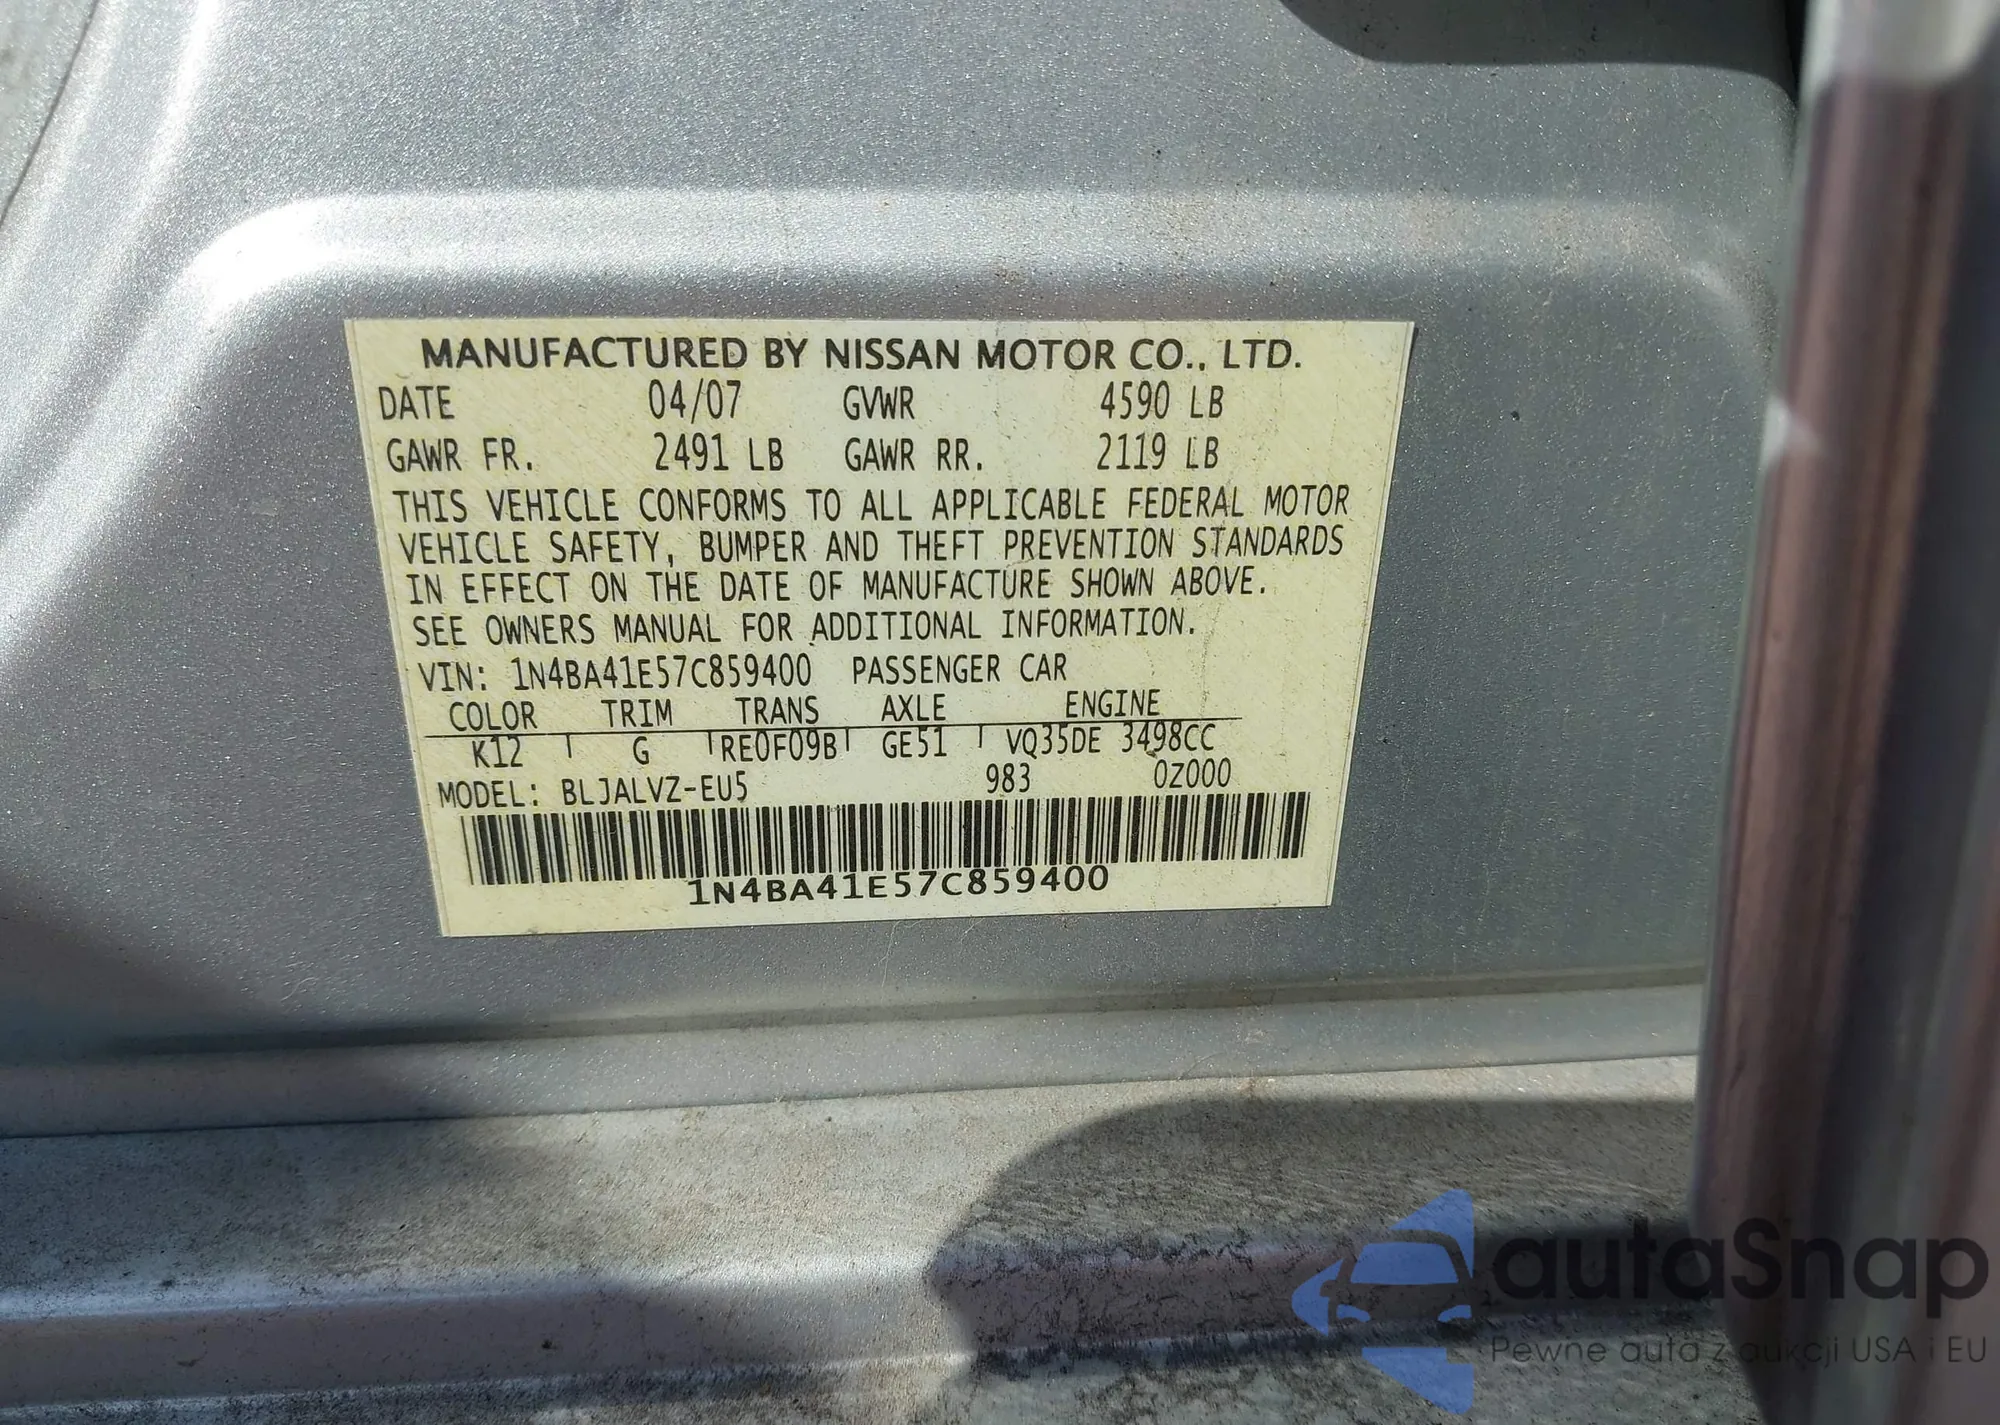 MANUFACTURED BY NISSAN MOTOR CO., LTD.
DATE 04/07 GVWR 4590 LB
GAWR FR. 2491 LB GAWR RR. 2119 LB
THIS VEHICLE CONFORMS TO ALL APPLICABLE FEDERAL MOTOR
VEHICLE SAFETY, BUMPER AND THEFT PREVENTION STANDARDS
IN EFFECT ON THE DATE OF MANUFACTURE SHOWN ABOVE.
SEE OWNERS MANUAL FOR ADDITIONAL INFORMATION.
VIN: 1N4BA41E57C859400 PASSENGER CAR
COLOR TRIM TRANS AXLE ENGINE
K12 G RE0F09B GE51 VQ35DE 3498CC
MODEL: BLJALVZ-EU5 983 0Z000
1N4BA41E57C859400
autaSnap
Pewne auta z aukcji USA i EU